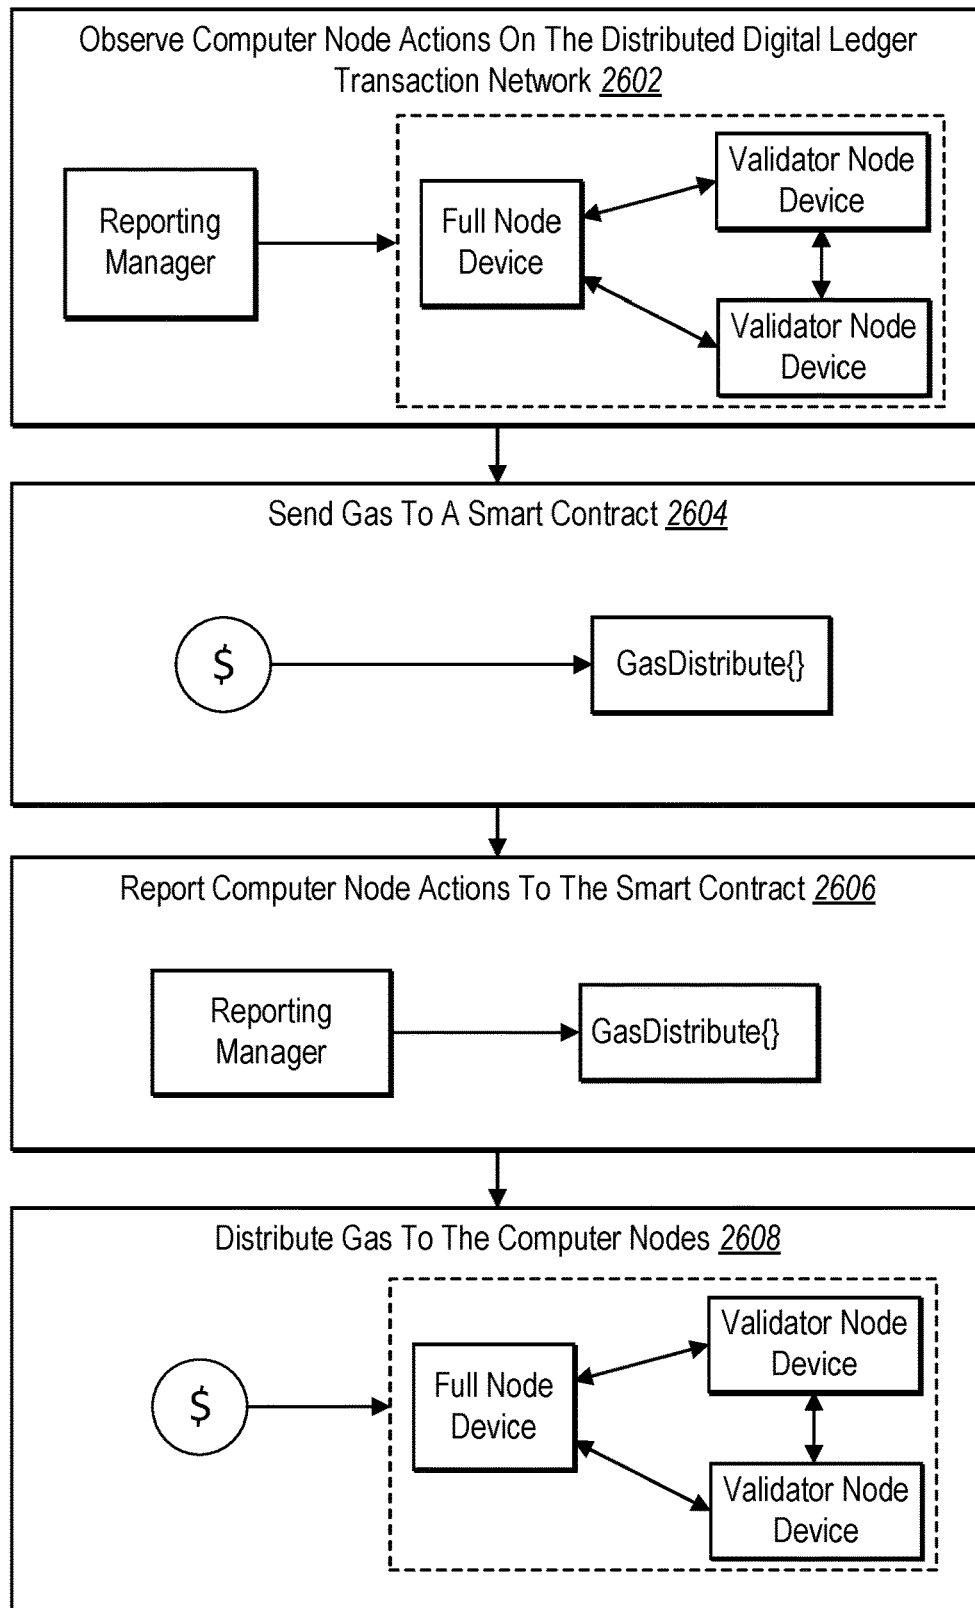 Observe Computer Node Actions On The Distributed Digital Ledger
Transaction Network 2602
Reporting
Manager
Full Node
Device
Validator Node
Device
Validator Node
Device
Send Gas To A Smart Contract 2604
$
GasDistribute{}
Report Computer Node Actions To The Smart Contract 2606
Reporting
Manager
GasDistribute{}
Distribute Gas To The Computer Nodes 2608
$
Full Node
Device
Validator Node
Device
Validator Node
Device